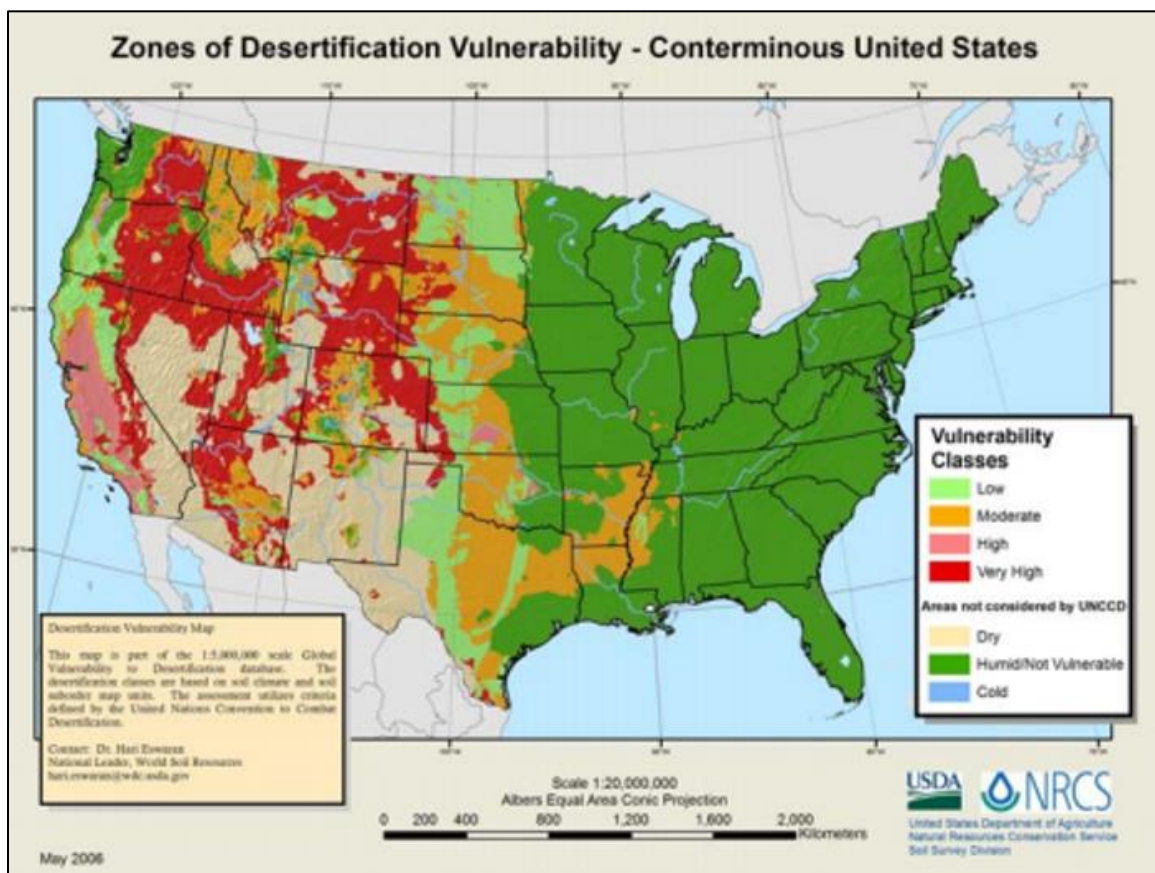 Zones of Desertification Vulnerability - Conterminous United States
Vulnerability
Classes
Low
Moderate
High
Very High
Areas not considered by UNCCD
Dry
Humid/Not Vulnerable
Cold
Desertification Vulnerability Map
This map is part of the 1:5,000,000 scale Global
Vulnerability to Desertification database. The
desertification classes are based on soil climate and soil
suborder map units. The assessment utilizes criteria
defined by the United Nations Convention to Combat
Desertification.
Contact: Dr. Hari Eswaran
National Leader, World Soil Resources
hari.eswaran@wdc.usda.gov
Scale 1:20,000,000
Albers Equal Area Conic Projection
0 200 400 800 1,200 1,600 2,000
Kilometers
USDA NRCS
United States Department of Agriculture
Natural Resources Conservation Service
Soil Survey Division
May 2006